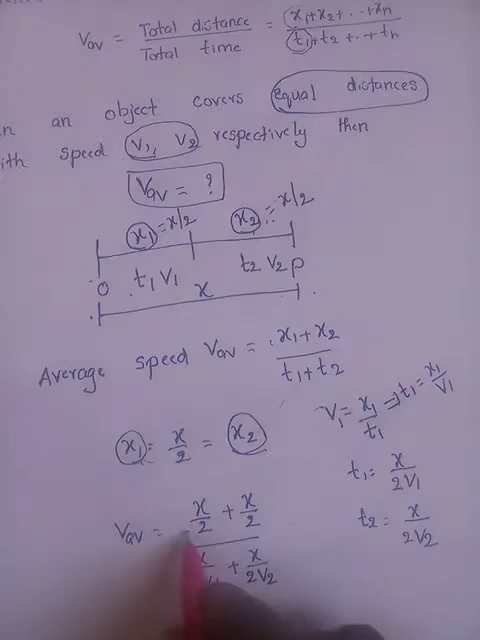 Vav = Total distance / Total time = x1+x2+...+xn / t1+t2+..+tn
an object covers equal distances
speed V1, V2 respectively then
Vav = ?
x1 = x/2 x2 = x/2
O t1 V1 t2 V2 P
x
Average speed Vav = x1+x2 / t1+t2
V1 = x1/t1 ⇒ t1 = x1/V1
x1 = x/2 = x2
t1 = x/2V1
t2 = x/2V2
Vav = x/2 + x/2
+ x/2V2